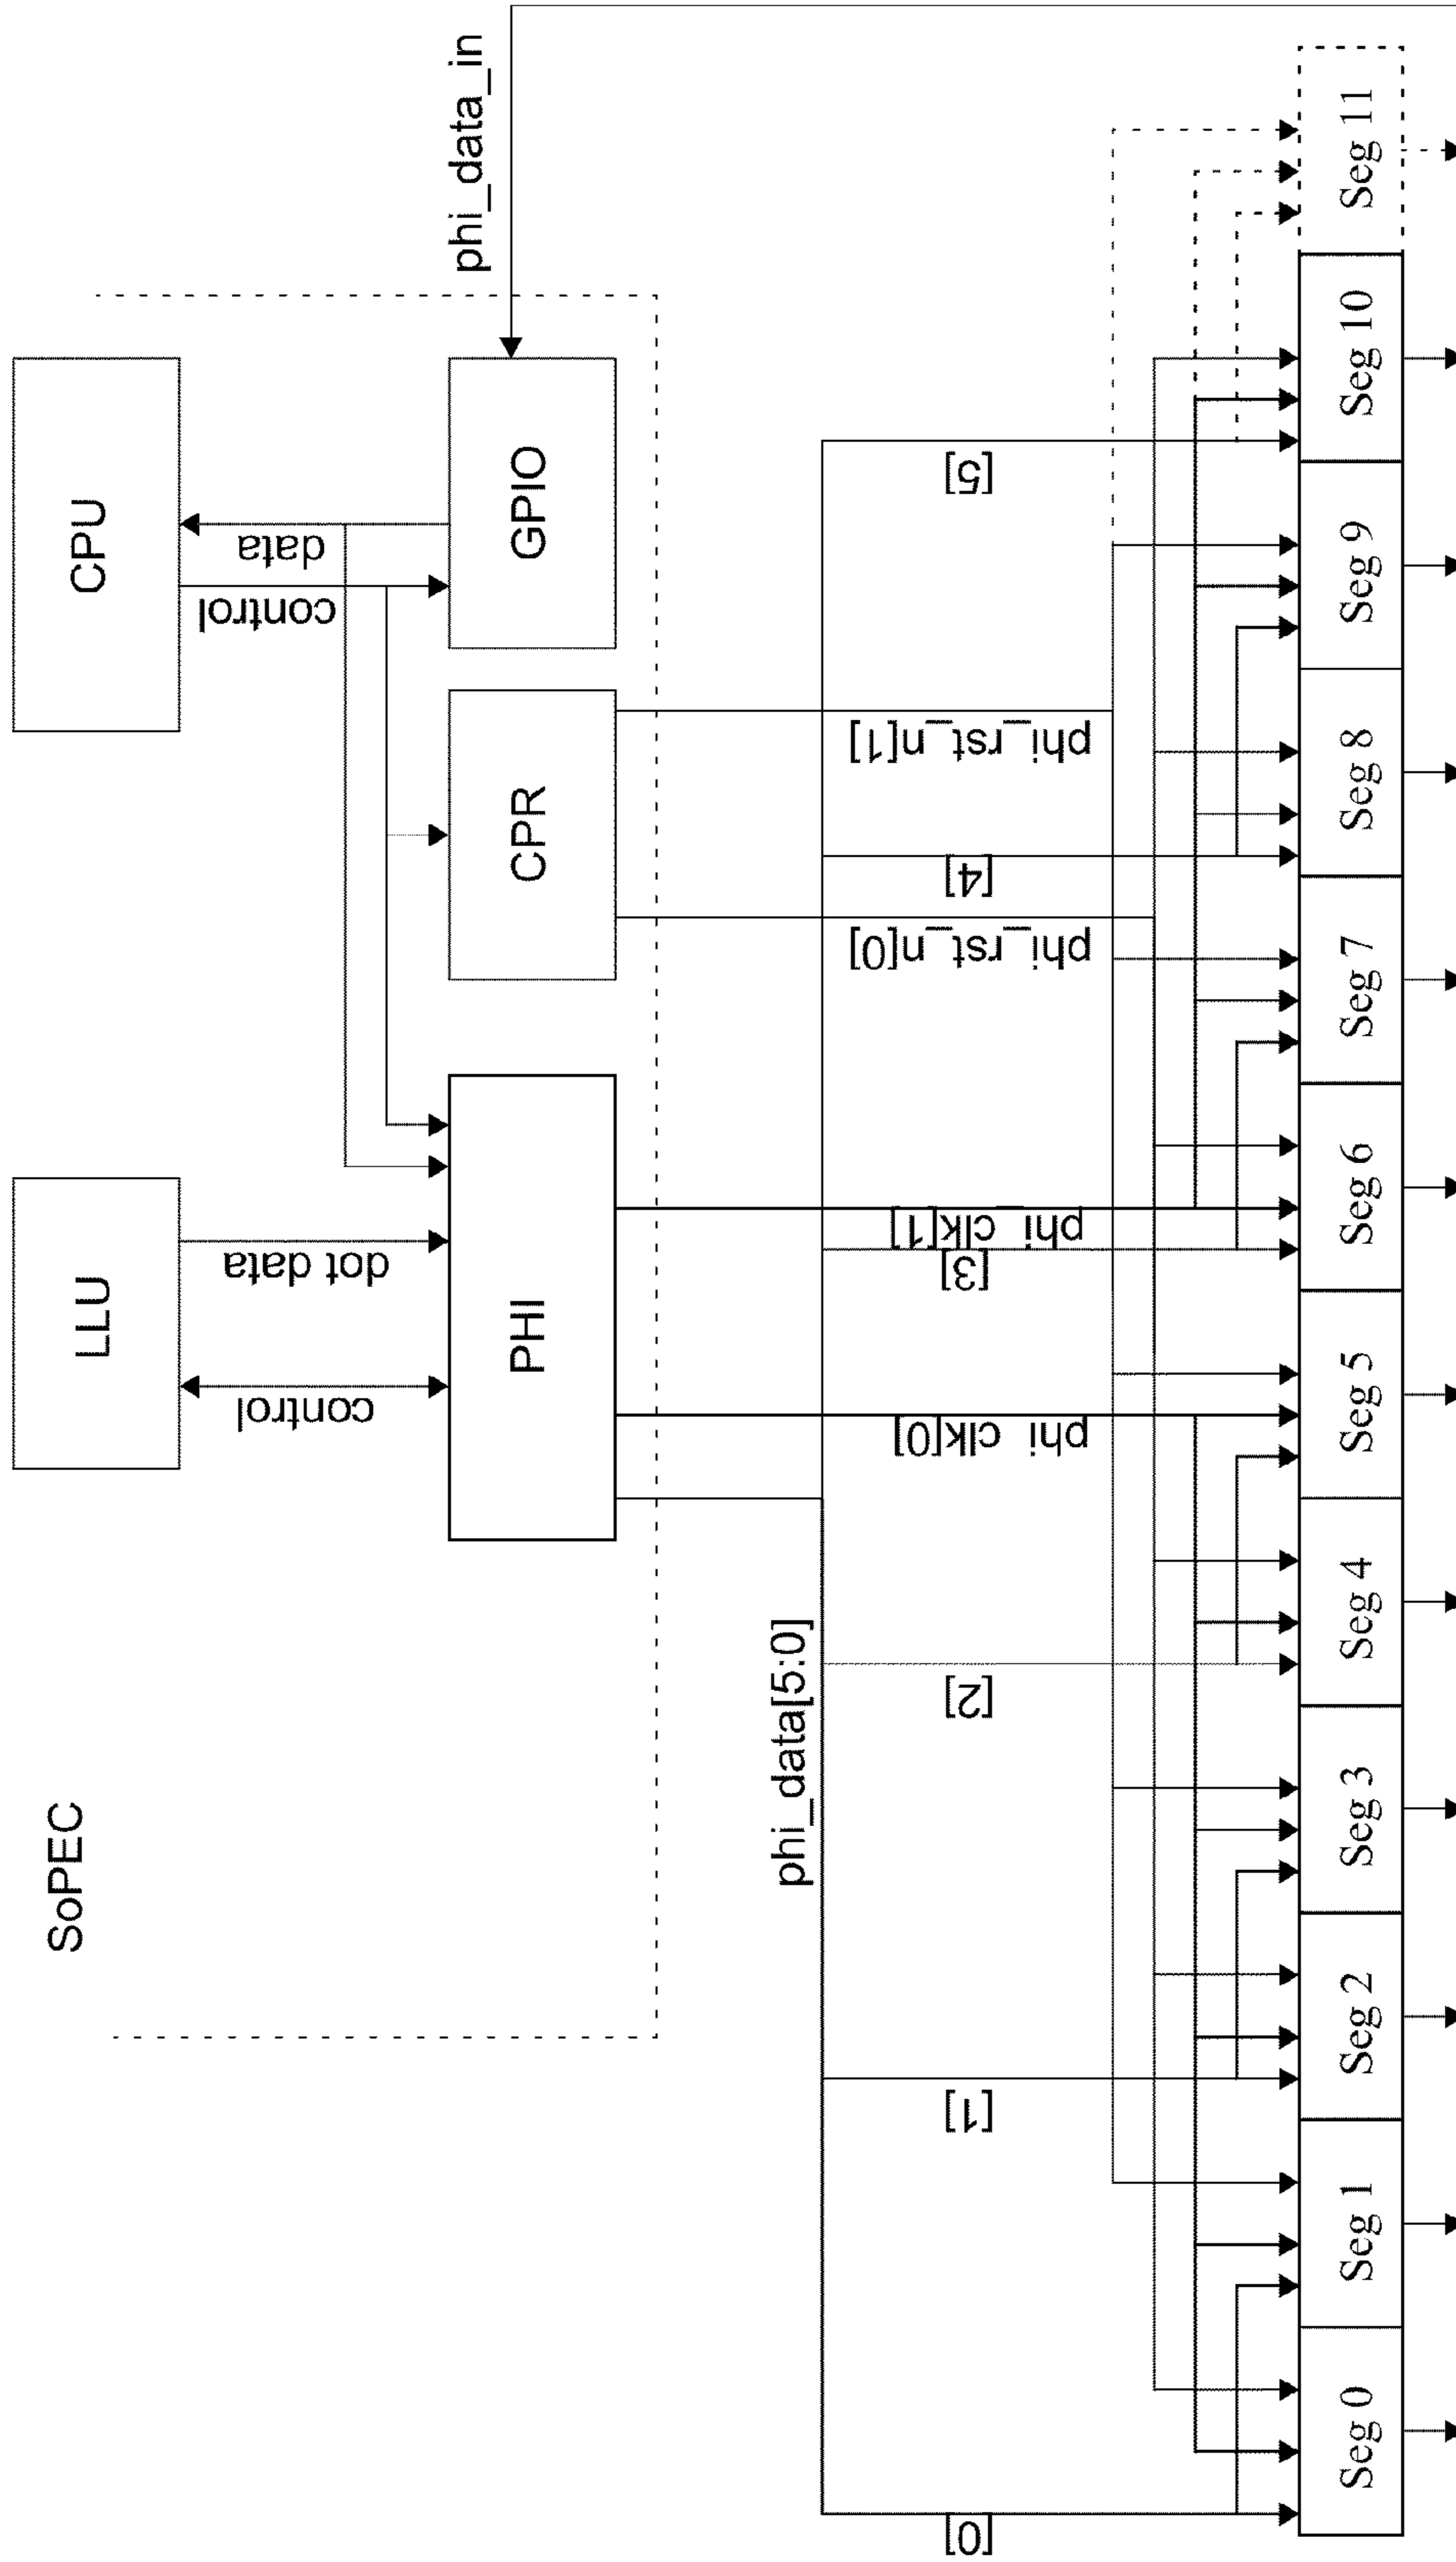 SoPEC
LLU
CPU
control
dot data
control
data
PHI
CPR
GPIO
phi_data_in
phi_data[5:0]
[0]
[1]
[2]
phi_clk[0]
[3]
phi_clk[1]
phi_rst_n[0]
[4]
phi_rst_n[1]
[5]
Seg 0
Seg 1
Seg 2
Seg 3
Seg 4
Seg 5
Seg 6
Seg 7
Seg 8
Seg 9
Seg 10
Seg 11